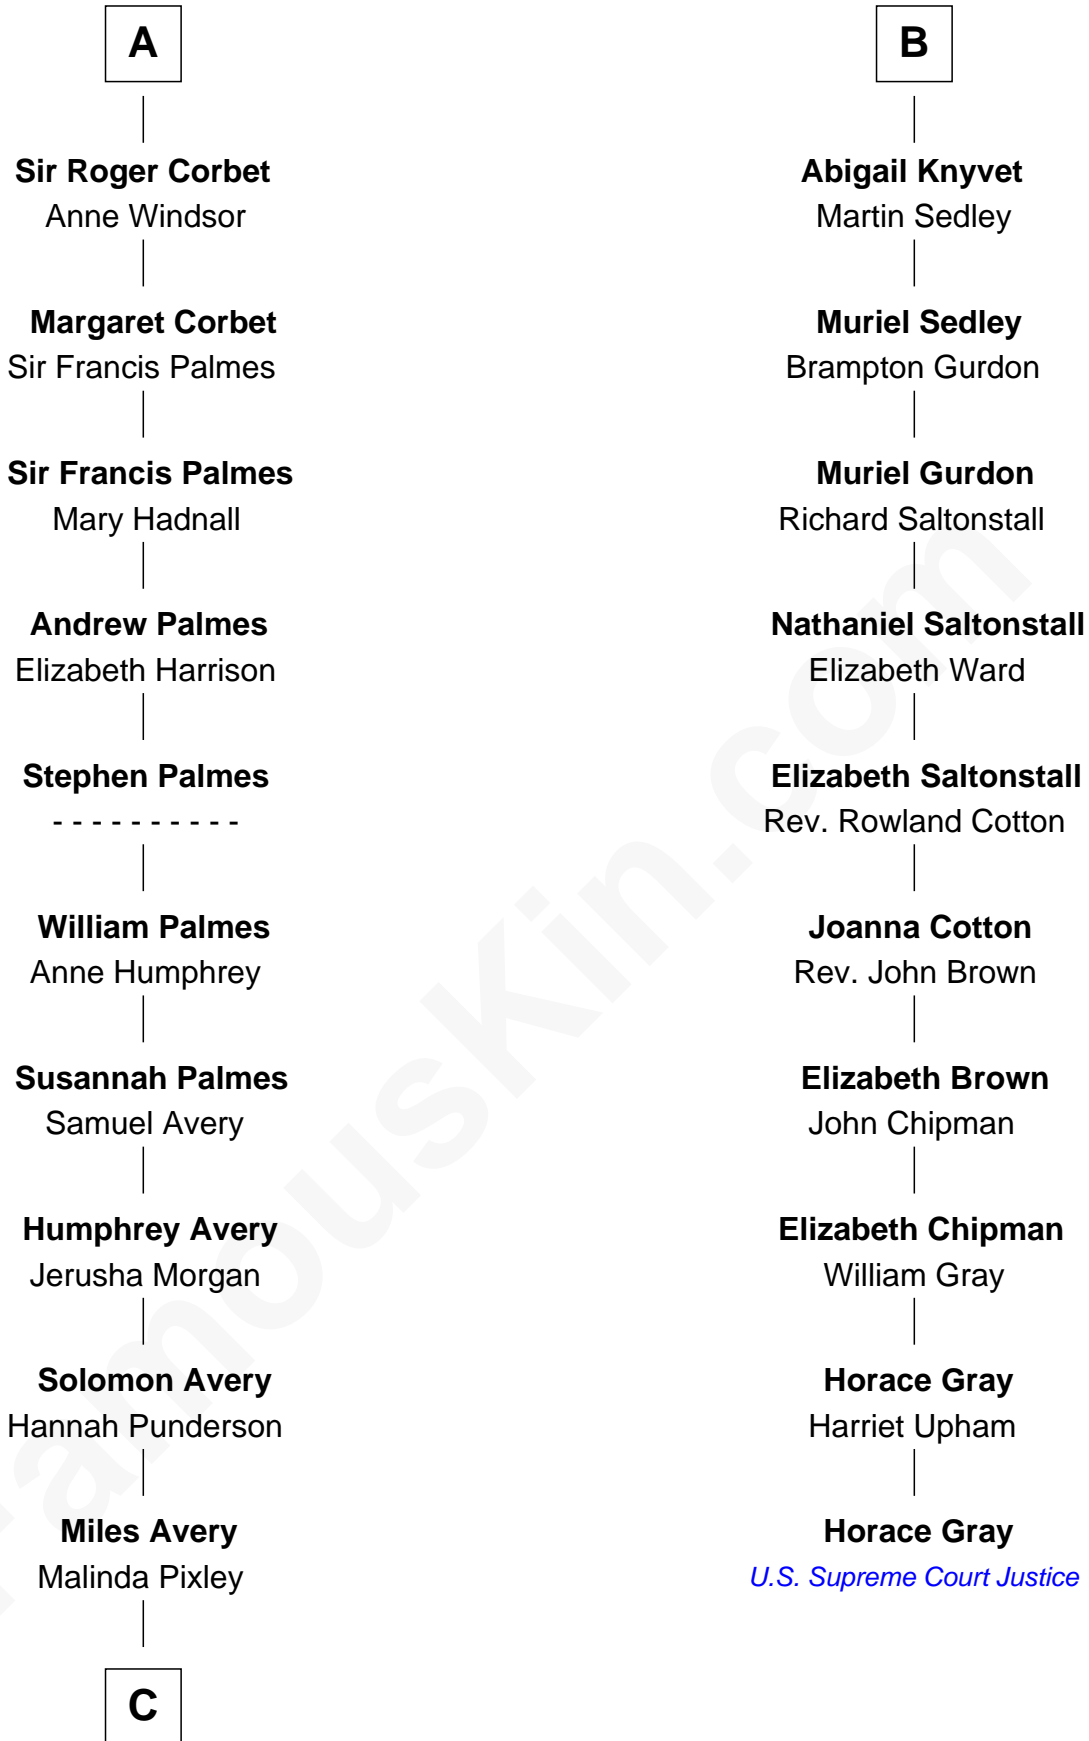 A
Sir Roger Corbet
Anne Windsor
Margaret Corbet
Sir Francis Palmes
Sir Francis Palmes
Mary Hadnall
Andrew Palmes
Elizabeth Harrison
Stephen Palmes
- - - - - - - - - -
William Palmes
Anne Humphrey
Susannah Palmes
Samuel Avery
Humphrey Avery
Jerusha Morgan
Solomon Avery
Hannah Punderson
Miles Avery
Malinda Pixley
C
B
Abigail Knyvet
Martin Sedley
Muriel Sedley
Brampton Gurdon
Muriel Gurdon
Richard Saltonstall
Nathaniel Saltonstall
Elizabeth Ward
Elizabeth Saltonstall
Rev. Rowland Cotton
Joanna Cotton
Rev. John Brown
Elizabeth Brown
John Chipman
Elizabeth Chipman
William Gray
Horace Gray
Harriet Upham
Horace Gray
U.S. Supreme Court Justice
FamousKin.com